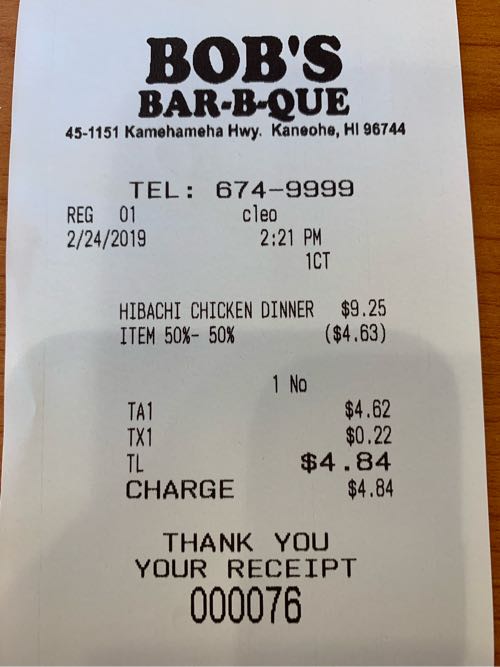 BOB'S
BAR-B-QUE
45-1151 Kamehameha Hwy. Kaneohe, HI 96744
TEL: 674-9999
REG 01 cleo
2/24/2019 2:21 PM
1CT
HIBACHI CHICKEN DINNER $9.25
ITEM 50%- 50% ($4.63)
1 No
TA1 $4.62
TX1 $0.22
TL $4.84
CHARGE $4.84
THANK YOU
YOUR RECEIPT
000076